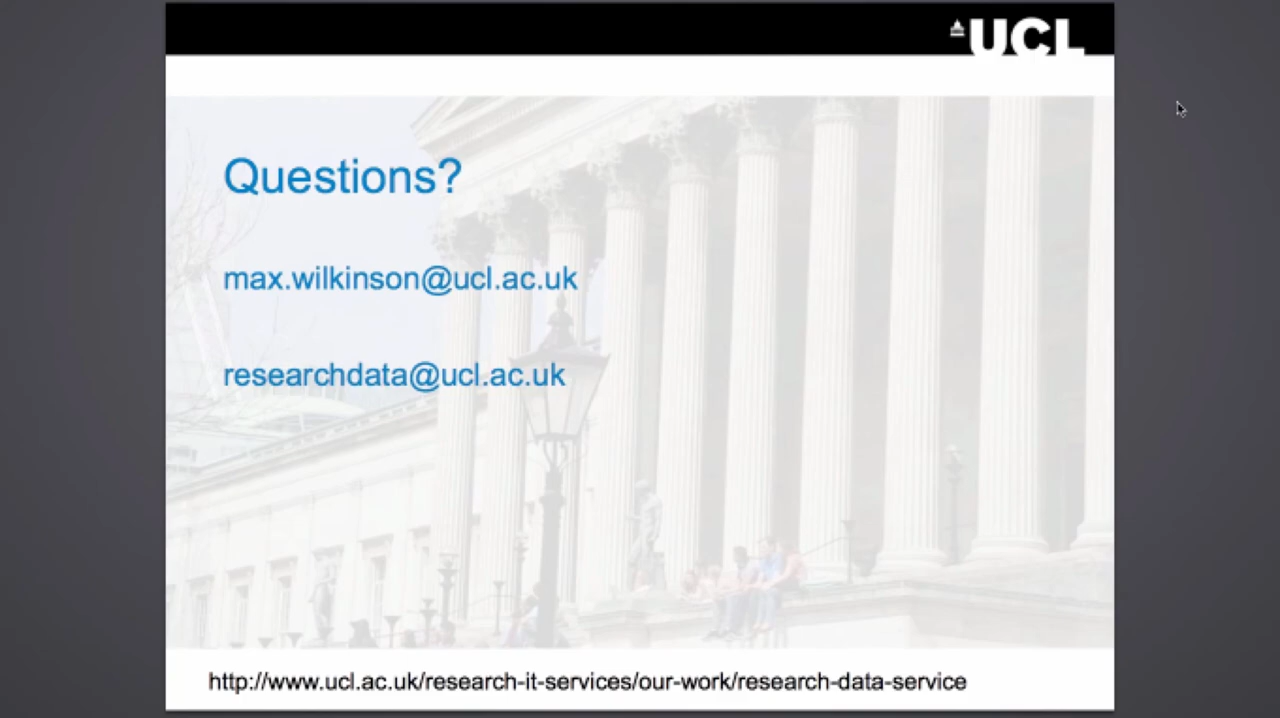 UCL
Questions?
max.wilkinson@ucl.ac.uk
researchdata@ucl.ac.uk
http://www.ucl.ac.uk/research-it-services/our-work/research-data-service